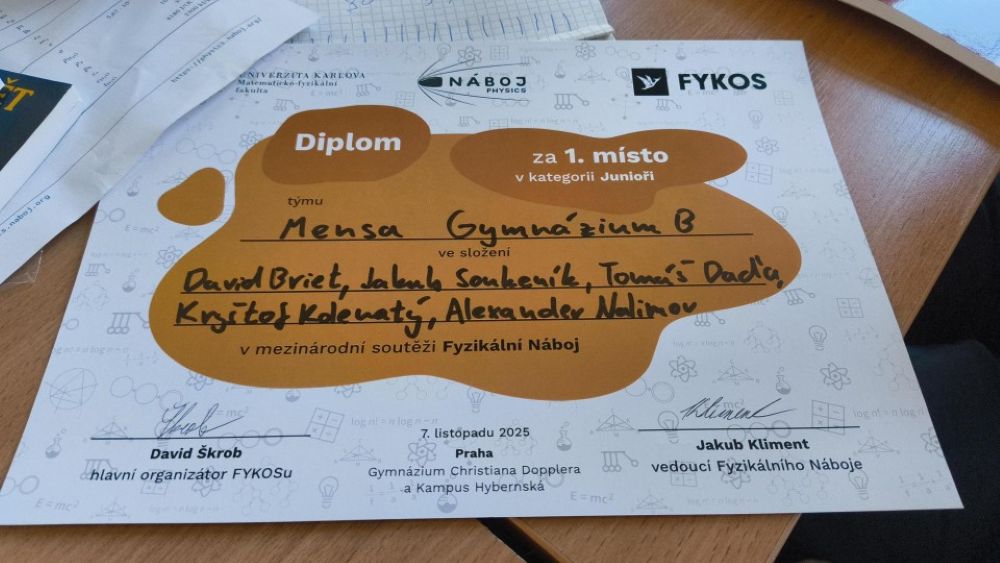 UNIVERZITA KARLOVA
Matematicko-fyzikální
fakulta
NÁBOJ
PHYSICS
FYKOS
Diplom
za 1. místo
v kategorii Junioři
týmu
Mensa Gymnázium B
ve složení
David Briet, Jakub Soukeník, Tomáš Daďa,
Kryštof Kolenatý, Alexander Nalimov
v mezinárodní soutěži Fyzikální Náboj
David Škrob
hlavní organizátor FYKOSu
7. listopadu 2025
Praha
Gymnázium Christiana Dopplera
a Kampus Hybernská
Jakub Kliment
vedoucí Fyzikálního Náboje